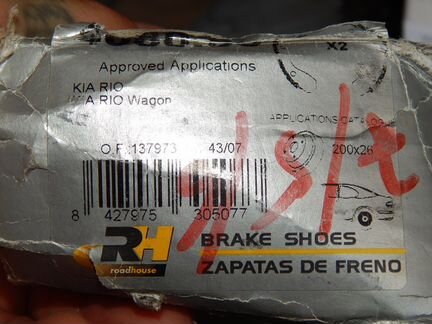 X2
Approved Applications
KIA RIO
KIA RIO Wagon
APPLICATIONS CATALOG
O.F.:137973 43/07
200x26
8 427975 305077
RH
roadhouse
BRAKE SHOES
ZAPATAS DE FRENO